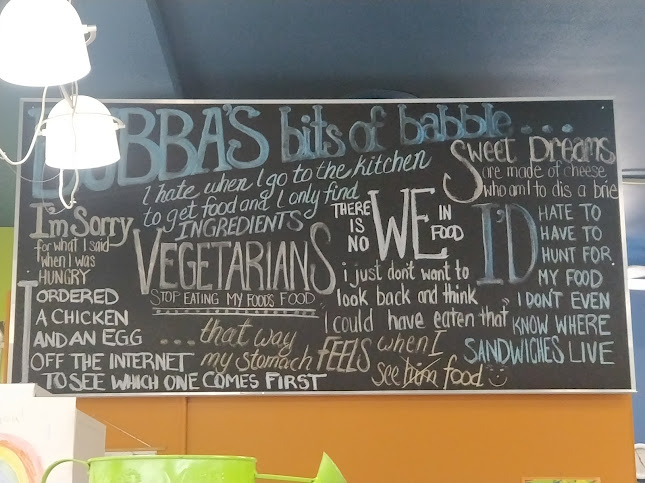 BUBBA'S bits of babble....
I hate when I go to the kitchen
to get food and I only find
INGREDIENTS
Sweet Dreams
are made of cheese
who am I to dis a brie
I'm Sorry
for what I said
when I was
HUNGRY
VEGETARIANS
STOP EATING MY FOODS FOOD
THERE
IS
NO
WE
IN
FOOD
I'D
HATE TO
HAVE TO
HUNT FOR
MY FOOD
I DON'T EVEN
KNOW WHERE
SANDWICHES LIVE
i just don't want to
look back and think "
I could have eaten that
I ORDERED
A CHICKEN
AND AN EGG
OFF THE INTERNET
TO SEE WHICH ONE COMES FIRST
...that way
my stomach FEELS when I
see him food